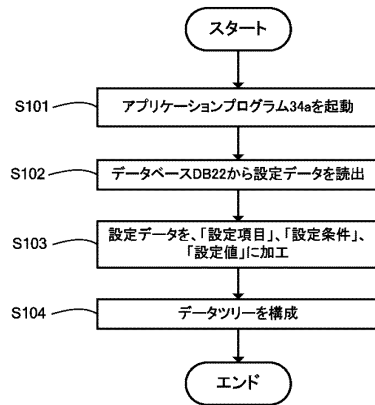 スタート
S101
アプリケーションプログラム34aを起動
S102
データベースDB22から設定データを読出
S103
設定データを、「設定項目」、「設定条件」、
「設定値」に加工
S104
データツリーを構成
エンド